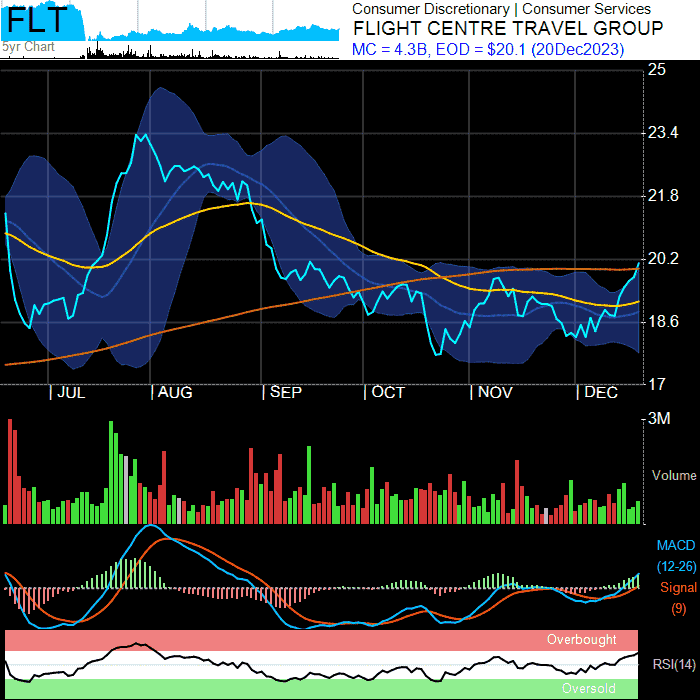 FLT
5yr Chart
Consumer Discretionary | Consumer Services
FLIGHT CENTRE TRAVEL GROUP
MC = 4.3B, EOD = $20.1 (20Dec2023)
25
23.4
21.8
20.2
18.6
17
| JUL | AUG | SEP | OCT | NOV | DEC
3M
Volume
MACD
(12-26)
Signal
(9)
Overbought
RSI(14)
Oversold